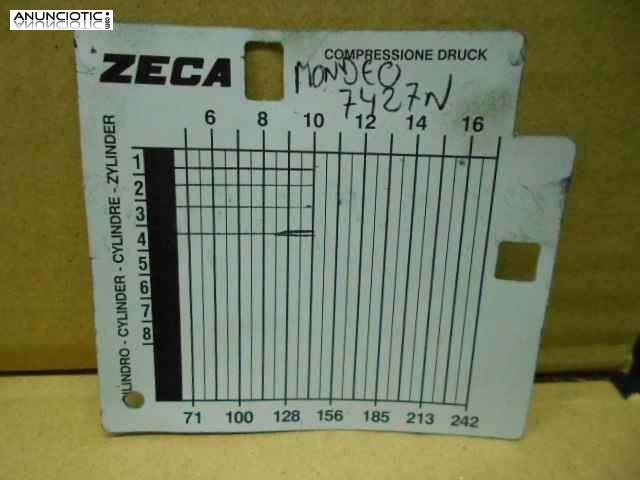 ANUNCIOTIC.es
ZECA
COMPRESSIONE DRUCK
MONDEO
7427N
6 8 10 12 14 16
1
2
3
4
5
6
7
8
CILINDRO - CYLINDER - CYLINDRE - ZYLINDER
71 100 128 156 185 213 242